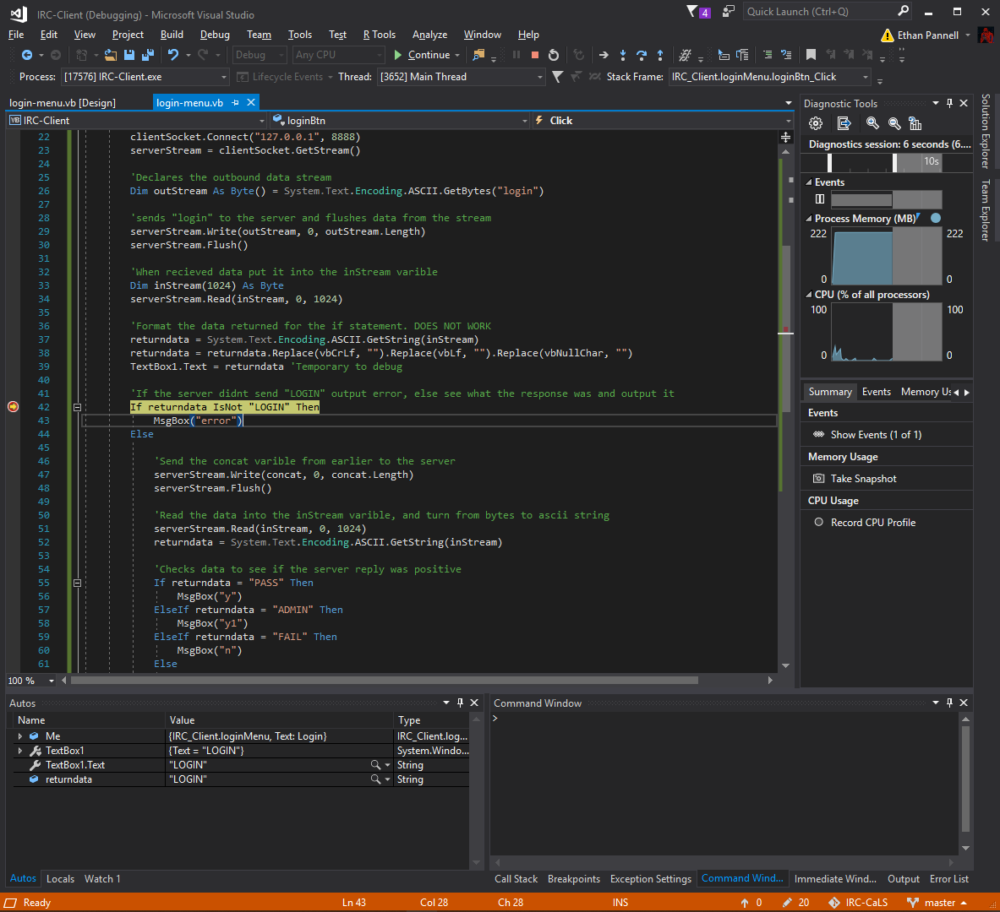 IRC-Client (Debugging) - Microsoft Visual Studio
4
Quick Launch (Ctrl+Q)
File Edit View Project Build Debug Team Tools Test R Tools Analyze Window Help
Ethan Pannell
Debug Any CPU Continue
Process: [17576] IRC-Client.exe Lifecycle Events Thread: [3652] Main Thread Stack Frame: IRC_Client.loginMenu.loginBtn_Click
login-menu.vb [Design] login-menu.vb
VB IRC-Client loginBtn Click
22 clientSocket.Connect("127.0.0.1", 8888)
23 serverStream = clientSocket.GetStream()
24
25 'Declares the outbound data stream
26 Dim outStream As Byte() = System.Text.Encoding.ASCII.GetBytes("login")
27
28 'sends "login" to the server and flushes data from the stream
29 serverStream.Write(outStream, 0, outStream.Length)
30 serverStream.Flush()
31
32 'When recieved data put it into the inStream varible
33 Dim inStream(1024) As Byte
34 serverStream.Read(inStream, 0, 1024)
35
36 'Format the data returned for the if statement. DOES NOT WORK
37 returndata = System.Text.Encoding.ASCII.GetString(inStream)
38 returndata = returndata.Replace(vbCrLf, "").Replace(vbLf, "").Replace(vbNullChar, "")
39 TextBox1.Text = returndata 'Temporary to debug
40
41 'If the server didnt send "LOGIN" output error, else see what the response was and output it
42 If returndata IsNot "LOGIN" Then
43 MsgBox("error")
44 Else
45
46 'Send the concat varible from earlier to the server
47 serverStream.Write(concat, 0, concat.Length)
48 serverStream.Flush()
49
50 'Read the data into the inStream varible, and turn from bytes to ascii string
51 serverStream.Read(inStream, 0, 1024)
52 returndata = System.Text.Encoding.ASCII.GetString(inStream)
53
54 'Checks data to see if the server reply was positive
55 If returndata = "PASS" Then
56 MsgBox("y")
57 ElseIf returndata = "ADMIN" Then
58 MsgBox("y1")
59 ElseIf returndata = "FAIL" Then
60 MsgBox("n")
61 Else
100 %
Diagnostic Tools
Diagnostics session: 6 seconds (6....
10s
Events
Process Memory (MB)
222 222
0 0
CPU (% of all processors)
100 100
0 0
Summary Events Memory Us
Events
Show Events (1 of 1)
Memory Usage
Take Snapshot
CPU Usage
Record CPU Profile
Solution Explorer
Team Explorer
Autos
Name Value Type
Me {IRC_Client.loginMenu, Text: Login} IRC_Client.log...
TextBox1 {Text = "LOGIN"} System.Windo...
TextBox1.Text "LOGIN" String
returndata "LOGIN" String
Autos Locals Watch 1
Command Window
>
Call Stack Breakpoints Exception Settings Command Wind... Immediate Wind... Output Error List
Ready Ln 43 Col 28 Ch 28 INS 0 20 IRC-CaLS master